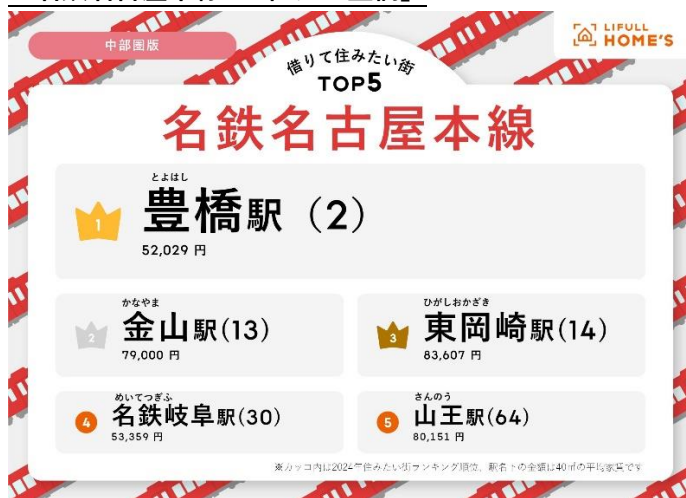 中部圏版
LIFULL
HOME'S
借りて住みたい街
TOP5
名鉄名古屋本線
とよはし
1
豊橋駅 (2)
52,029 円
かなやま
2
金山駅(13)
79,000 円
ひがしおかざき
3
東岡崎駅(14)
83,607 円
めいてつぎふ
4
名鉄岐阜駅(30)
53,359 円
さんのう
5
山王駅(64)
80,151 円
※カッコ内は2024年住みたい街ランキング順位、駅名下の金額は40㎡の平均家賃です